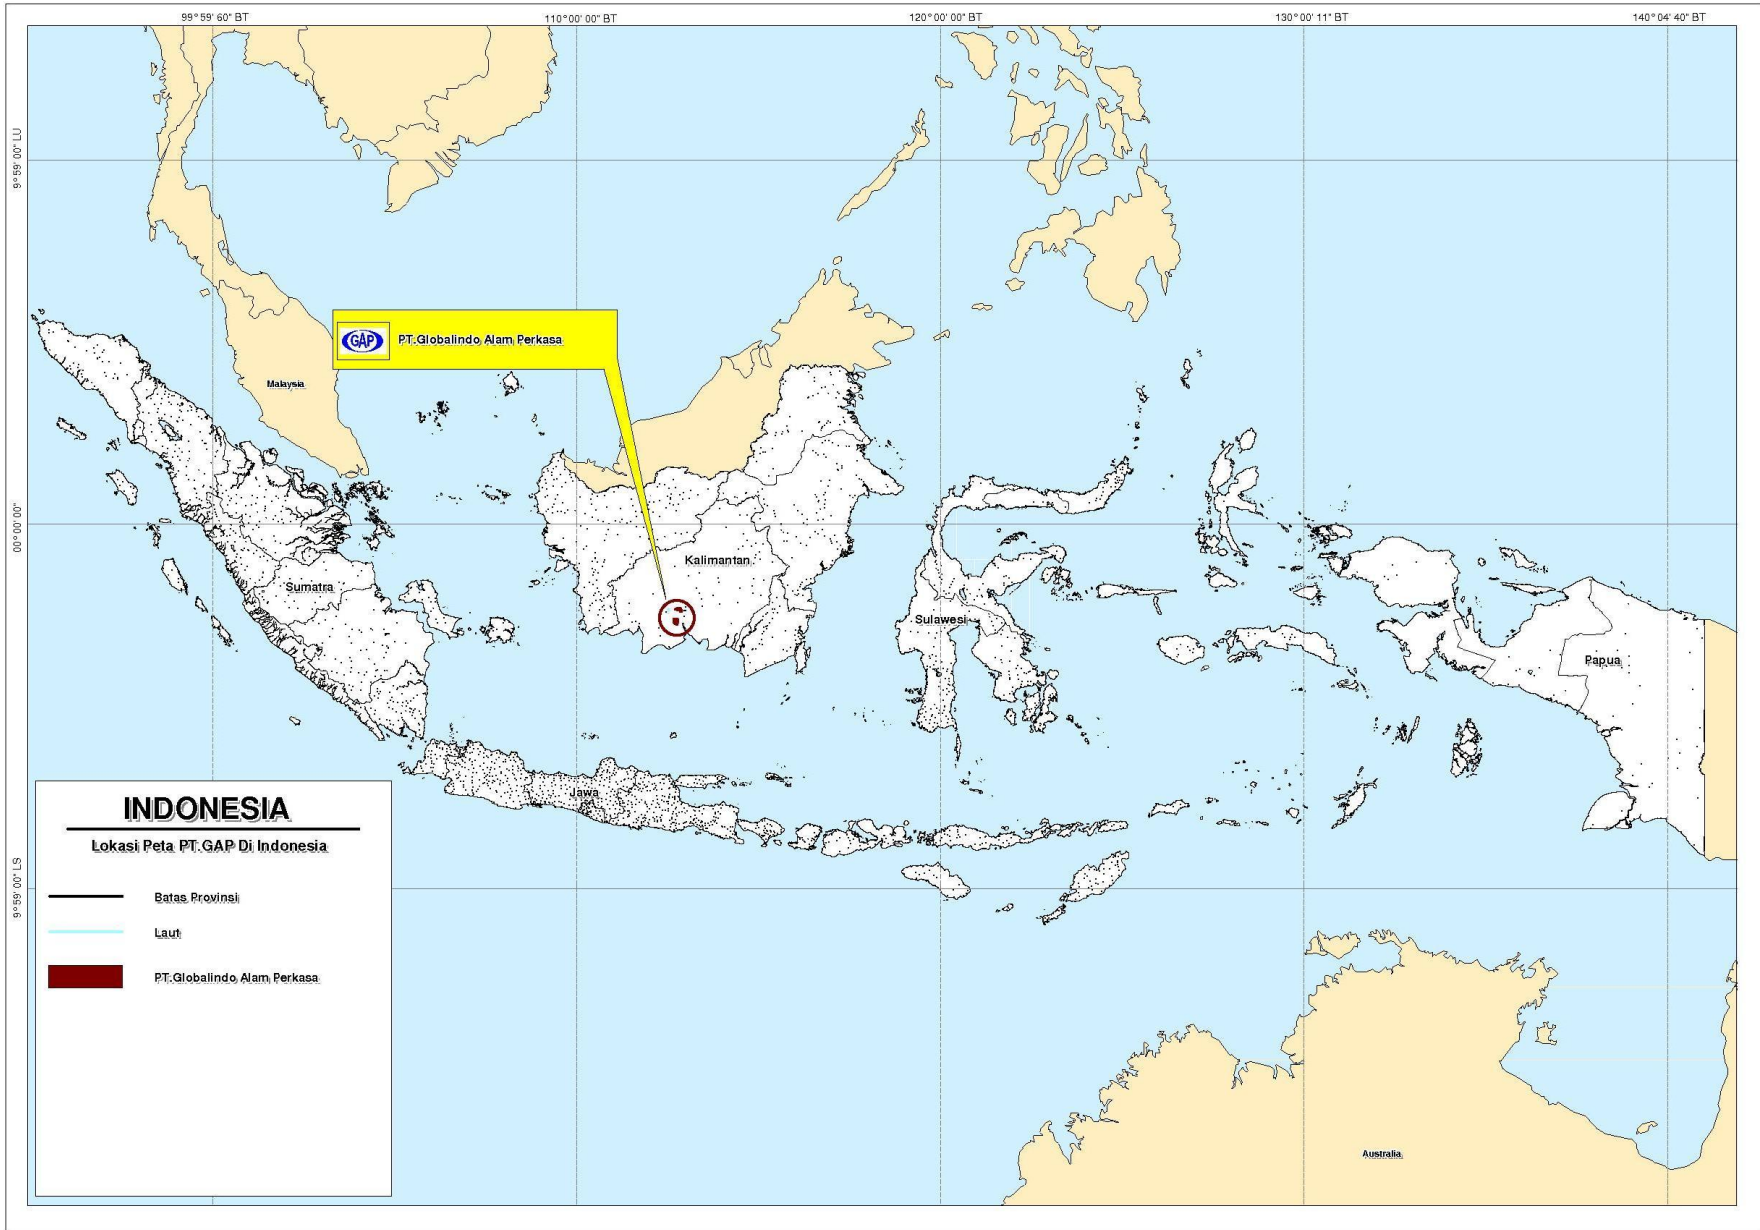 99°59' 60" BT
110°00' 00" BT
120°00' 00" BT
130°00' 11" BT
140°04' 40" BT
9°59' 00" LU
00°00'00"
9°59' 00" LS
GAP
PT.Globalindo Alam Perkasa
Malaysia
Kalimantan
Sumatra
Sulawesi
Papua
Jawa
Australia
INDONESIA
Lokasi Peta PT.GAP Di Indonesia
Batas Provinsi
Laut
PT.Globalindo Alam Perkasa